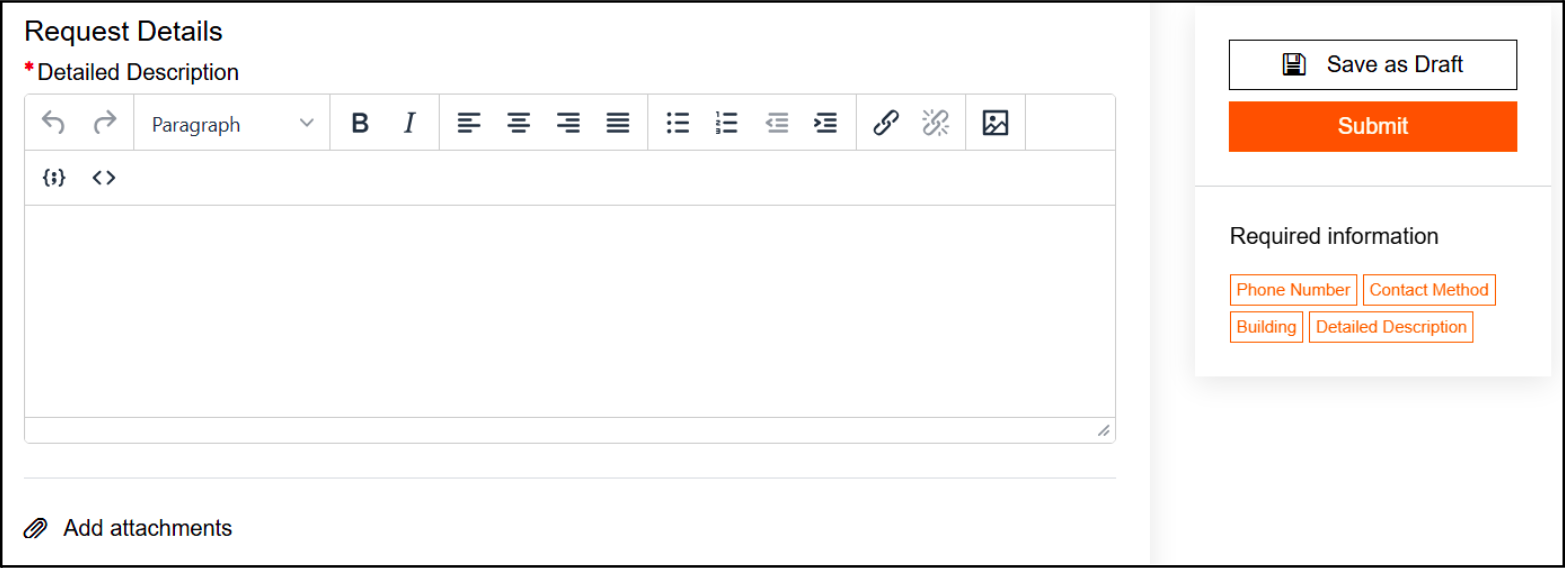 Request Details
*Detailed Description
Paragraph
Save as Draft
Submit
Required information
Phone Number Contact Method
Building Detailed Description
Add attachments